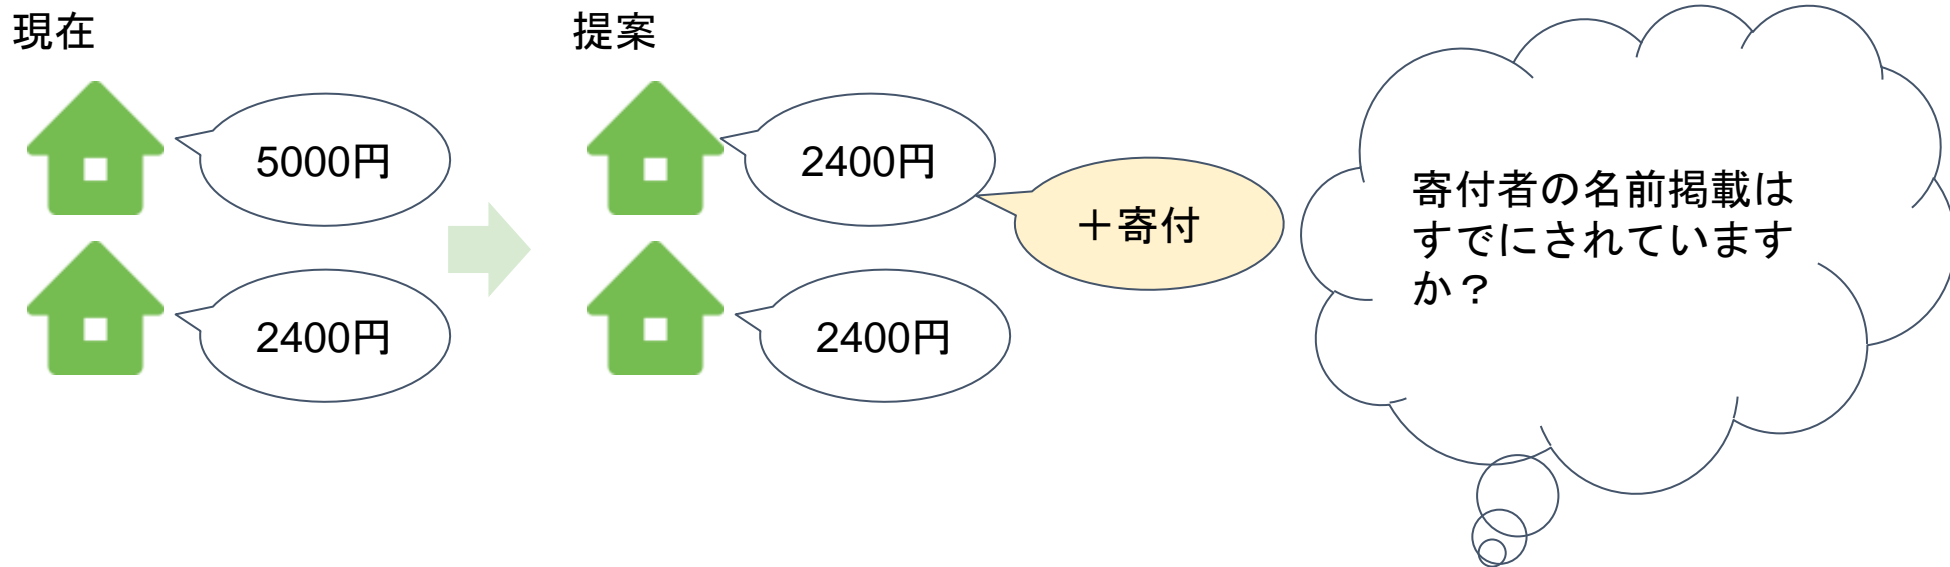 現在
提案
5000円
2400円
2400円
2400円
＋寄付
寄付者の名前掲載は
すでにされています
か？